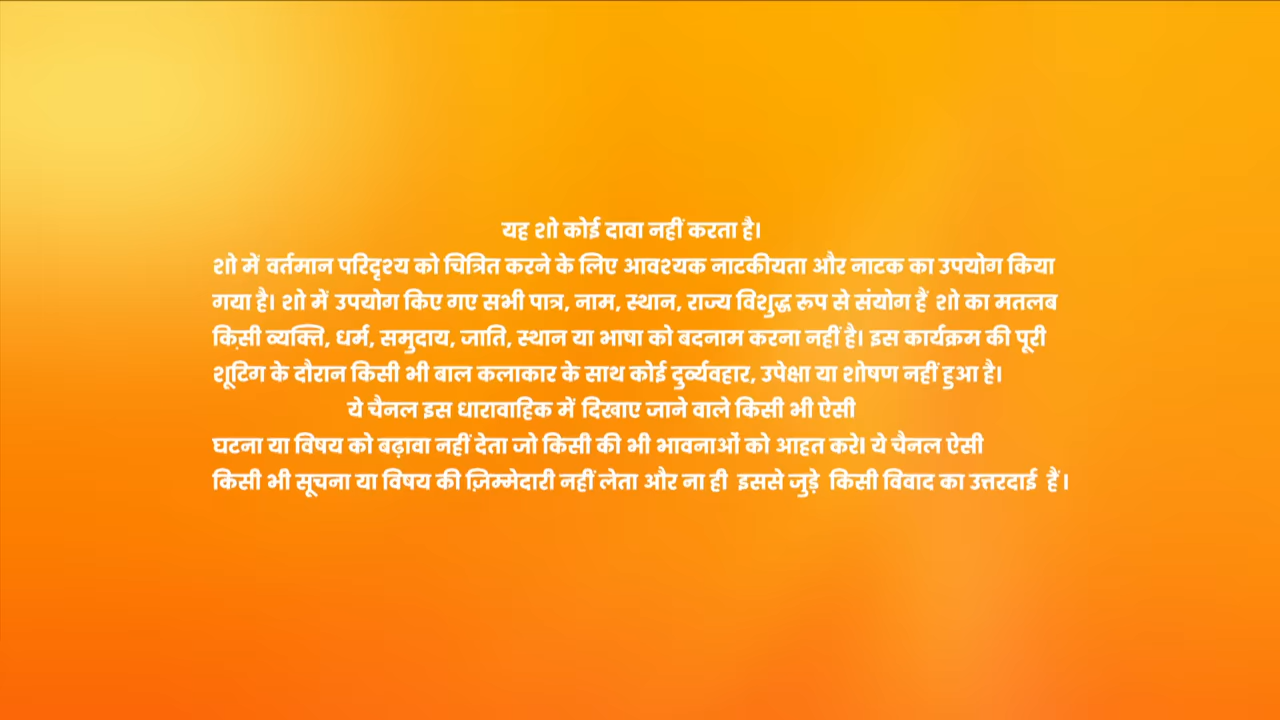 यह शो कोई दावा नहीं करता है।
शो में वर्तमान परिदृश्य को चित्रित करने के लिए आवश्यक नाटकीयता और नाटक का उपयोग किया
गया है। शो में उपयोग किए गए सभी पात्र, नाम, स्थान, राज्य विशुद्ध रुप से संयोग हैं शो का मतलब
किसी व्यक्ति, धर्म, समुदाय, जाति, स्थान या भाषा को बदनाम करना नहीं है। इस कार्यक्रम की पूरी
शूटिग के दौरान किसी भी बाल कलाकार के साथ कोई दुर्व्यवहार, उपेक्षा या शोषण नहीं हुआ है।
ये चैनल इस धारावाहिक में दिखाए जाने वाले किसी भी ऐसी
घटना या विषय को बढ़ावा नहीं देता जो किसी की भी भावनाओं को आहत करे। ये चैनल ऐसी
किसी भी सूचना या विषय की ज़िम्मेदारी नहीं लेता और ना ही इससे जुड़े किसी विवाद का उत्तरदाई हैं।